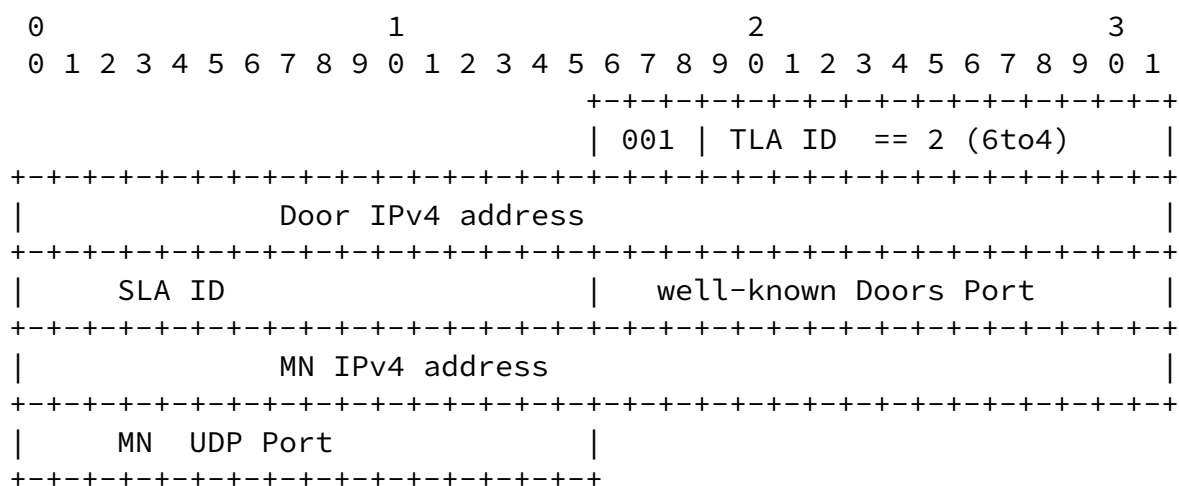 0                   1                   2                   3
 0 1 2 3 4 5 6 7 8 9 0 1 2 3 4 5 6 7 8 9 0 1 2 3 4 5 6 7 8 9 0 1
                                +-+-+-+-+-+-+-+-+-+-+-+-+-+-+-+-+
                                | 001 | TLA ID  == 2 (6to4)     |
+-+-+-+-+-+-+-+-+-+-+-+-+-+-+-+-+-+-+-+-+-+-+-+-+-+-+-+-+-+-+-+-+
|              Door IPv4 address                                |
+-+-+-+-+-+-+-+-+-+-+-+-+-+-+-+-+-+-+-+-+-+-+-+-+-+-+-+-+-+-+-+-+
|     SLA ID                    |   well-known Doors Port       |
+-+-+-+-+-+-+-+-+-+-+-+-+-+-+-+-+-+-+-+-+-+-+-+-+-+-+-+-+-+-+-+-+
|              MN IPv4 address                                  |
+-+-+-+-+-+-+-+-+-+-+-+-+-+-+-+-+-+-+-+-+-+-+-+-+-+-+-+-+-+-+-+-+
|     MN  UDP Port              |
+-+-+-+-+-+-+-+-+-+-+-+-+-+-+-+-+